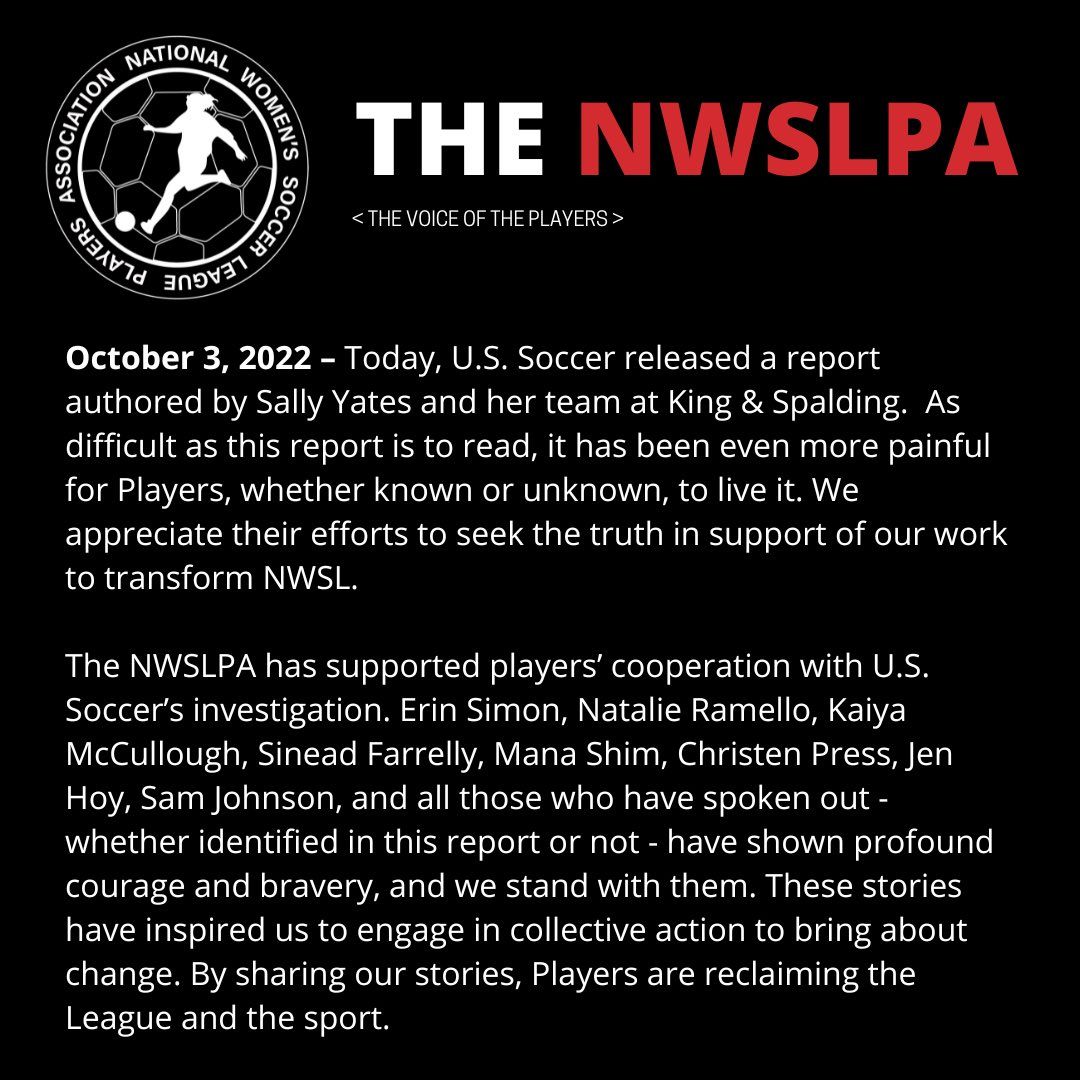 NATIONAL WOMEN'S SOCCER LEAGUE PLAYERS ASSOCIATION
THE NWSLPA
< THE VOICE OF THE PLAYERS >
October 3, 2022 – Today, U.S. Soccer released a report
authored by Sally Yates and her team at King & Spalding.  As
difficult as this report is to read, it has been even more painful
for Players, whether known or unknown, to live it. We
appreciate their efforts to seek the truth in support of our work
to transform NWSL.
The NWSLPA has supported players’ cooperation with U.S.
Soccer’s investigation. Erin Simon, Natalie Ramello, Kaiya
McCullough, Sinead Farrelly, Mana Shim, Christen Press, Jen
Hoy, Sam Johnson, and all those who have spoken out -
whether identified in this report or not - have shown profound
courage and bravery, and we stand with them. These stories
have inspired us to engage in collective action to bring about
change. By sharing our stories, Players are reclaiming the
League and the sport.